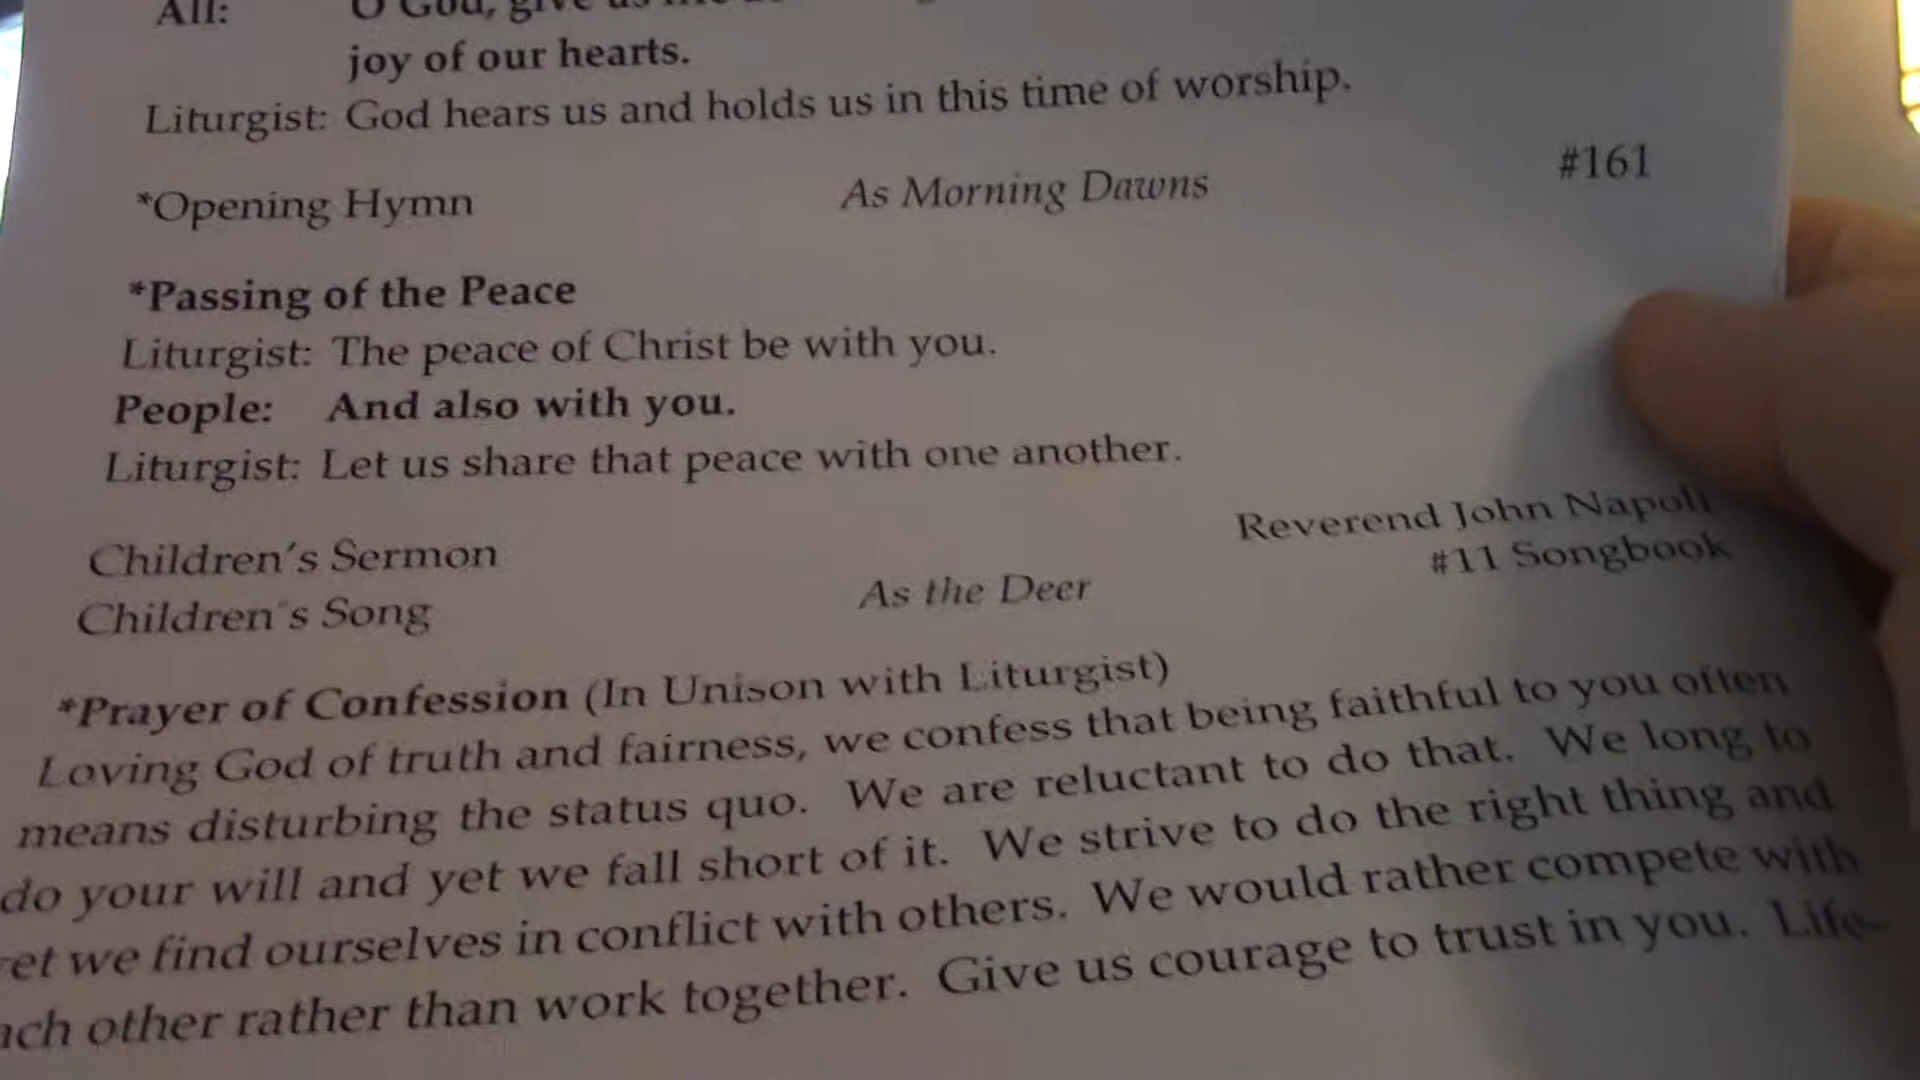 All: O God, give us
joy of our hearts.
Liturgist: God hears us and holds us in this time of worship.
*Opening Hymn As Morning Dawns #161
*Passing of the Peace
Liturgist: The peace of Christ be with you.
People: And also with you.
Liturgist: Let us share that peace with one another.
Children's Sermon Reverend John Napoli
Children's Song As the Deer #11 Songbook
*Prayer of Confession (In Unison with Liturgist)
Loving God of truth and fairness, we confess that being faithful to you often
means disturbing the status quo. We are reluctant to do that. We long to
do your will and yet we fall short of it. We strive to do the right thing and
et we find ourselves in conflict with others. We would rather compete with
ach other rather than work together. Give us courage to trust in you. Life-